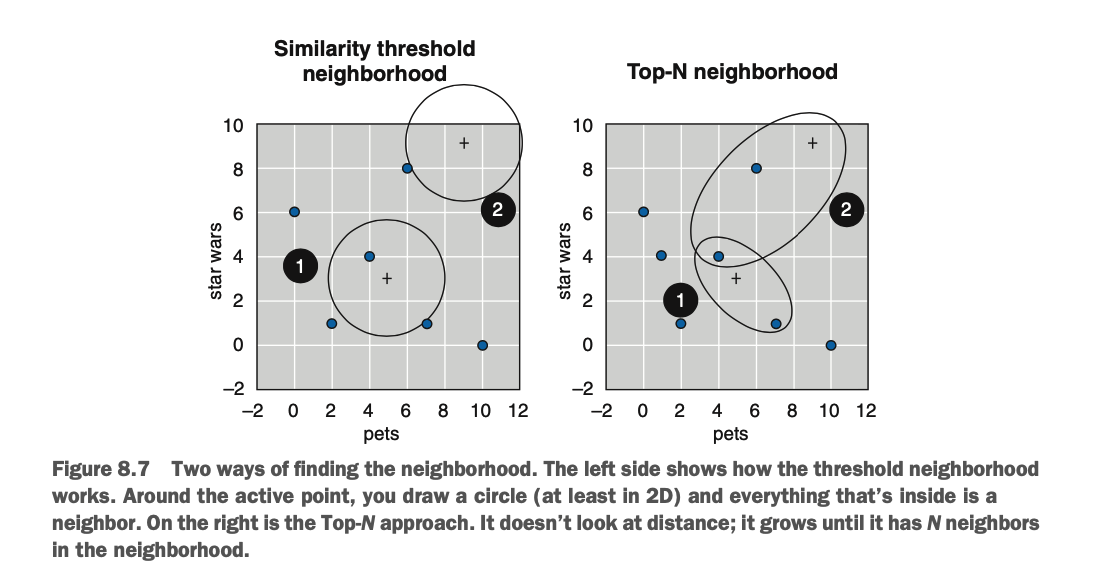 Similarity threshold
neighborhood
10
8
6
4
2
0
–2
star wars
1
2
–2 0 2 4 6 8 10 12
pets
Top-N neighborhood
10
8
6
4
2
0
–2
star wars
2
1
–2 0 2 4 6 8 10 12
pets
Figure 8.7 Two ways of finding the neighborhood. The left side shows how the threshold neighborhood
works. Around the active point, you draw a circle (at least in 2D) and everything that’s inside is a
neighbor. On the right is the Top-N approach. It doesn’t look at distance; it grows until it has N neighbors
in the neighborhood.